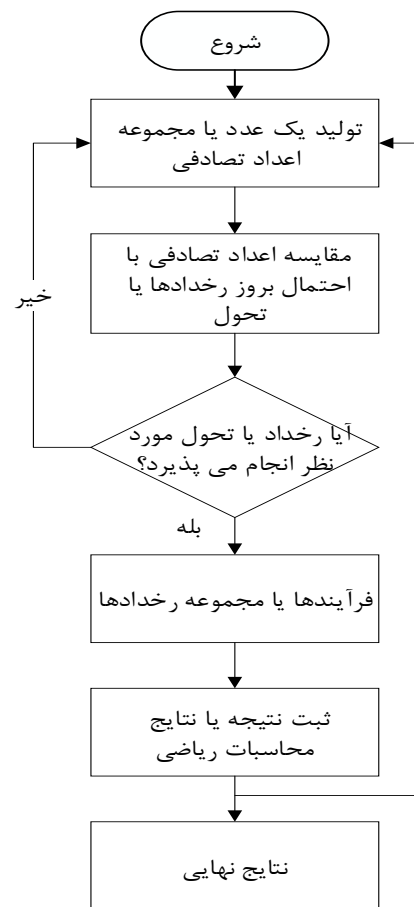 شروع
تولید یک عدد یا مجموعه
اعداد تصادفی
مقایسه اعداد تصادفی با
احتمال بروز رخدادها یا
تحول
خیر
آیا رخداد یا تحول مورد
نظر انجام می پذیرد؟
بله
فرآیندها یا مجموعه رخدادها
ثبت نتیجه یا نتایج
محاسبات ریاضی
نتایج نهایی